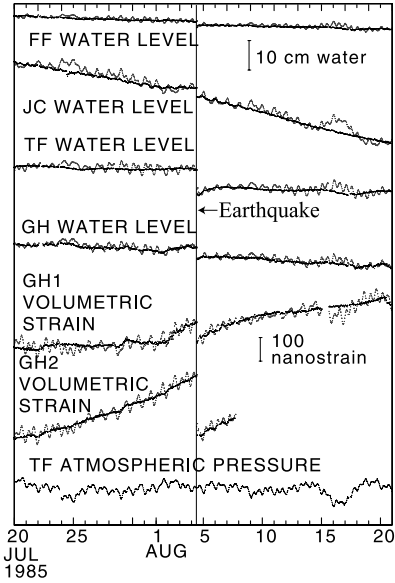 FF WATER LEVEL
10 cm water
JC WATER LEVEL
TF WATER LEVEL
←Earthquake
GH WATER LEVEL
GH1
VOLUMETRIC
STRAIN
100
nanostrain
GH2
VOLUMETRIC
STRAIN
TF ATMOSPHERIC PRESSURE
20 25 1 5 10 15 20
JUL AUG
1985